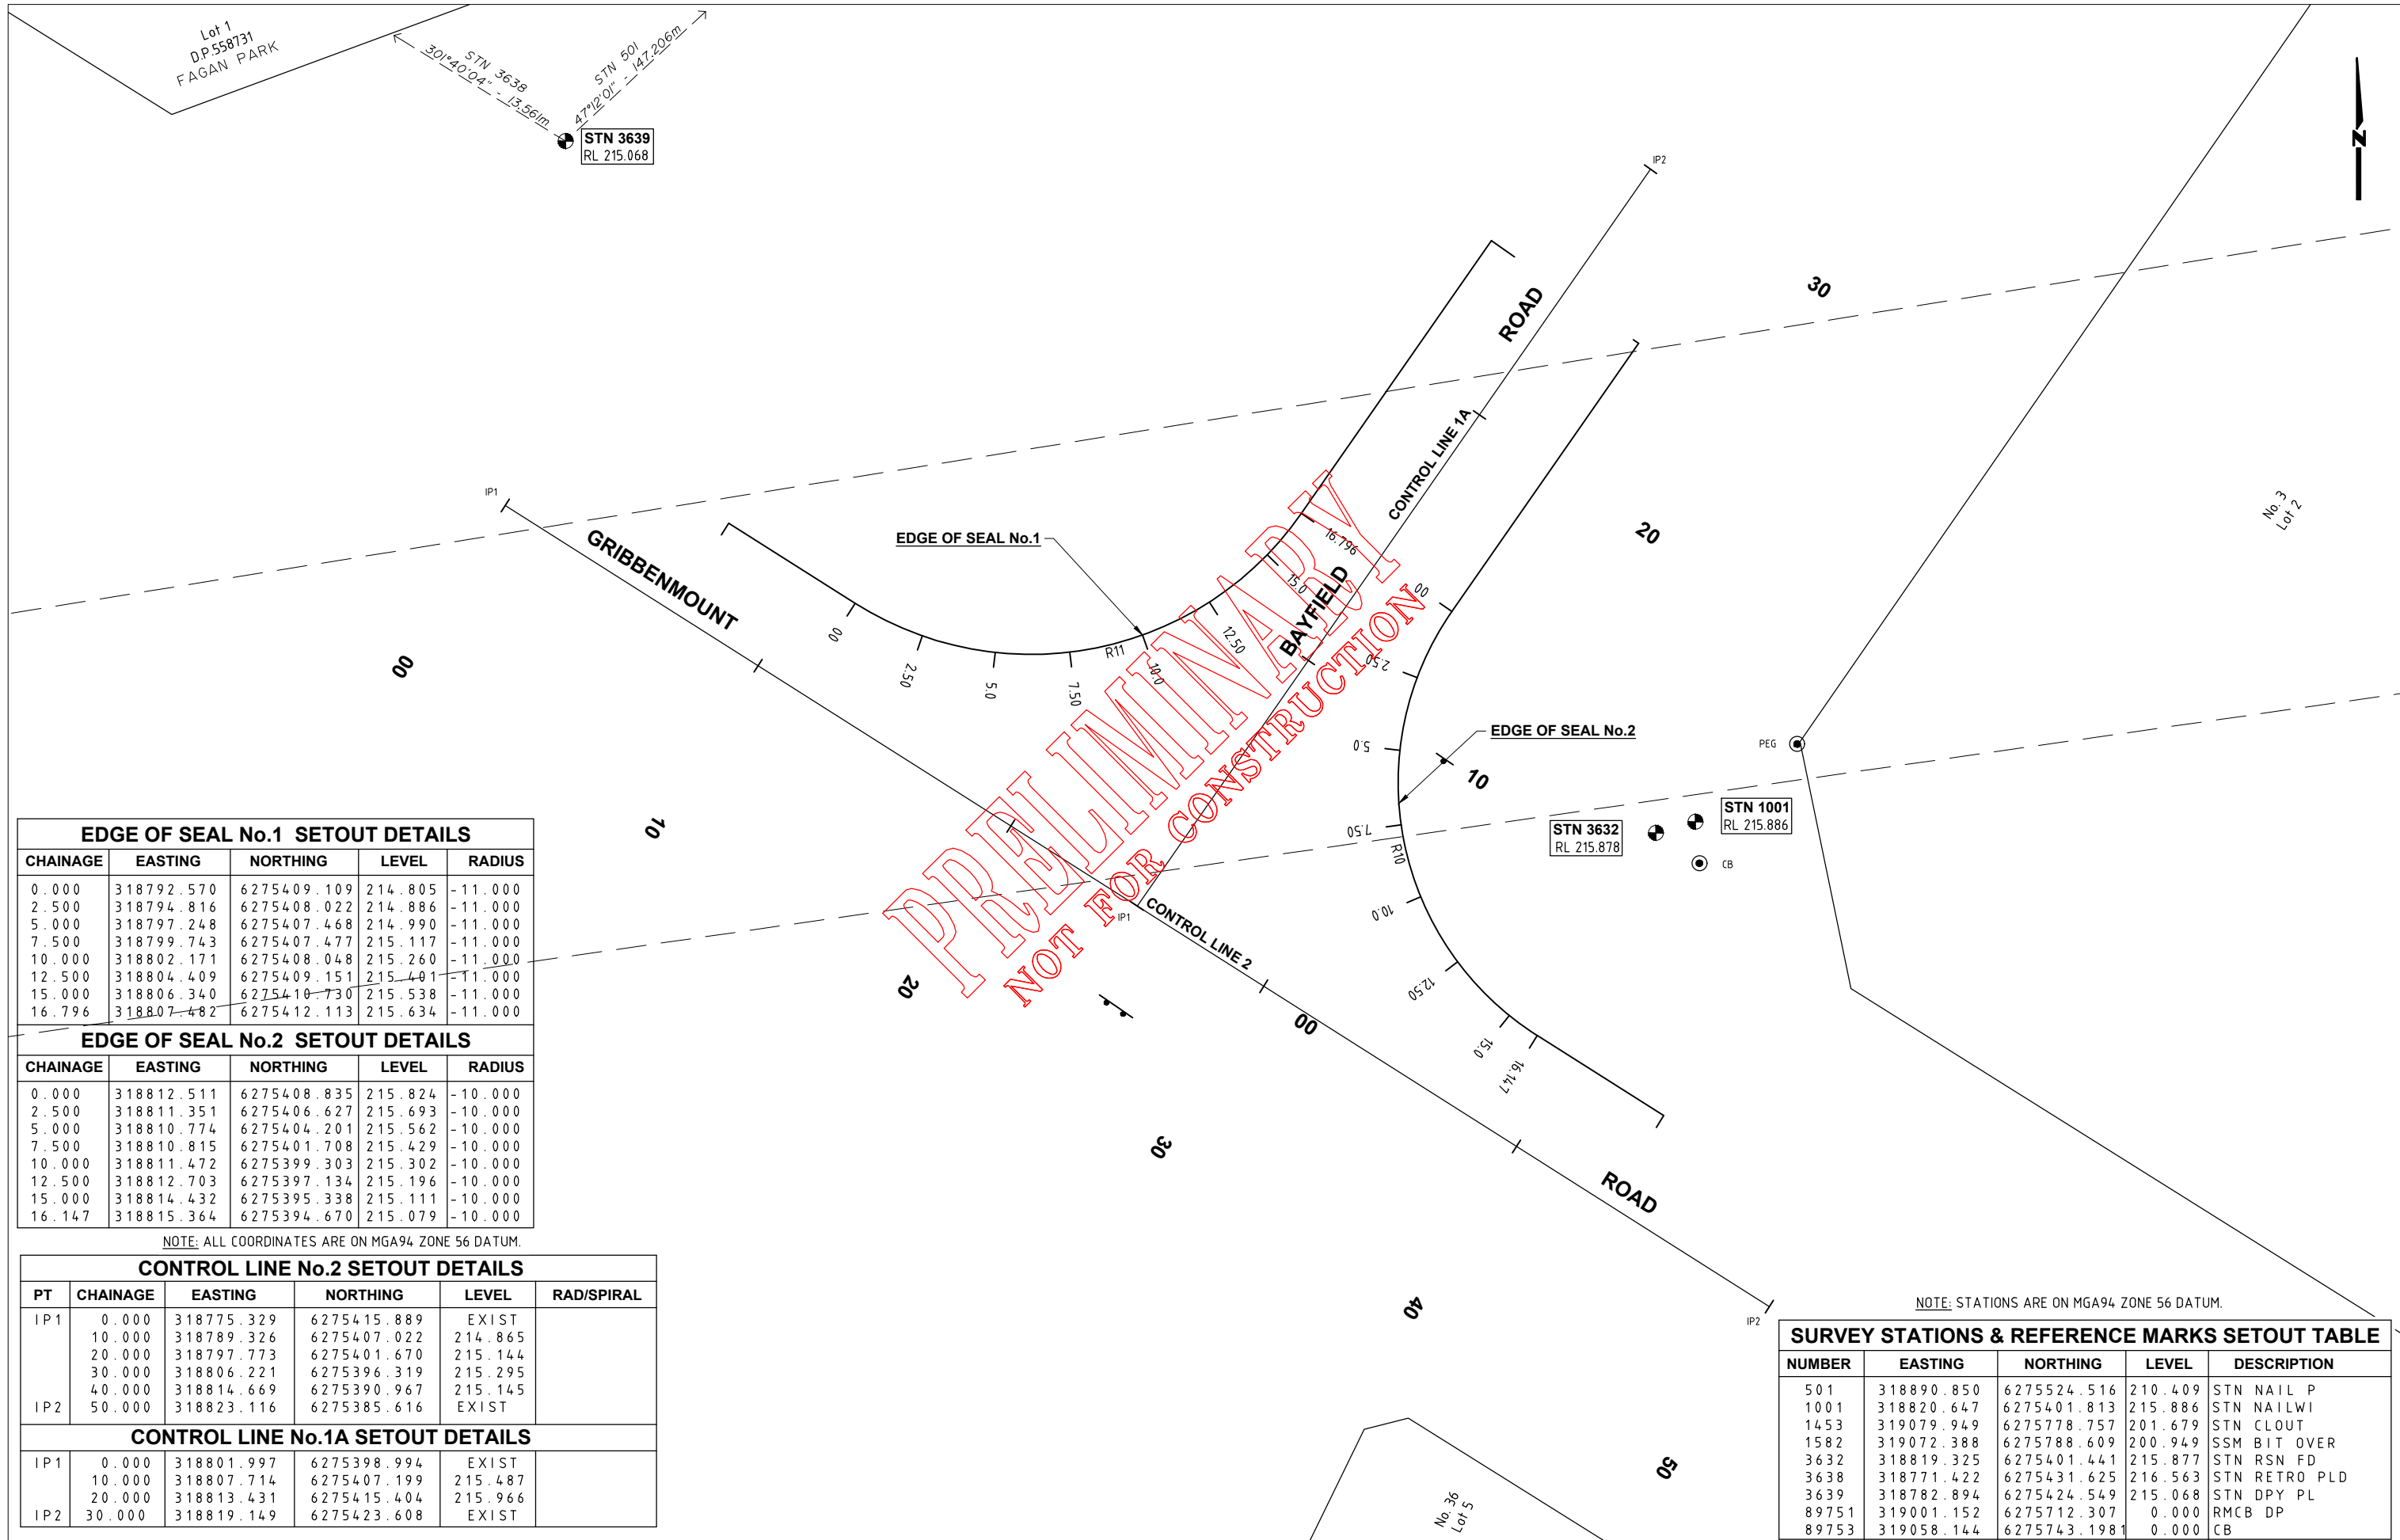 Lot 1
D.P.558731
FAGAN PARK
STN 3638
301°40'04" - 13.561m
STN 501
47°12'01" - 147.206m
STN 3639
RL 215.068
N
IP2
30
ROAD
CONTROL LINE 1A
20
No. 3
Lot 2
IP1
GRIBBENMOUNT
EDGE OF SEAL No.1
16.796
15.0
12.50
10.0
R11
7.50
5.0
2.50
00
BAYFIELD
00
2.50
5.0
7.50
R10
10.0
12.50
15.0
16.147
EDGE OF SEAL No.2
10
PEG
STN 1001
RL 215.886
STN 3632
RL 215.878
CB
PRELIMINARY
NOT FOR CONSTRUCTION
00
10
20
30
40
50
IP1
CONTROL LINE 2
00
ROAD
IP2
No. 36
Lot 5
EDGE OF SEAL No.1 SETOUT DETAILS
CHAINAGE EASTING NORTHING LEVEL RADIUS
0.000 318792.570 6275409.109 214.805 -11.000
2.500 318794.816 6275408.022 214.886 -11.000
5.000 318797.248 6275407.468 214.990 -11.000
7.500 318799.743 6275407.477 215.117 -11.000
10.000 318802.171 6275408.048 215.260 -11.000
12.500 318804.409 6275409.151 215.401 -11.000
15.000 318806.340 6275410.730 215.538 -11.000
16.796 318807.482 6275412.113 215.634 -11.000
EDGE OF SEAL No.2 SETOUT DETAILS
CHAINAGE EASTING NORTHING LEVEL RADIUS
0.000 318812.511 6275408.835 215.824 -10.000
2.500 318811.351 6275406.627 215.693 -10.000
5.000 318810.774 6275404.201 215.562 -10.000
7.500 318810.815 6275401.708 215.429 -10.000
10.000 318811.472 6275399.303 215.302 -10.000
12.500 318812.703 6275397.134 215.196 -10.000
15.000 318814.432 6275395.338 215.111 -10.000
16.147 318815.364 6275394.670 215.079 -10.000
NOTE: ALL COORDINATES ARE ON MGA94 ZONE 56 DATUM.
CONTROL LINE No.2 SETOUT DETAILS
PT CHAINAGE EASTING NORTHING LEVEL RAD/SPIRAL
IP1 0.000 318775.329 6275415.889 EXIST
10.000 318789.326 6275407.022 214.865
20.000 318797.773 6275401.670 215.144
30.000 318806.221 6275396.319 215.295
40.000 318814.669 6275390.967 215.145
IP2 50.000 318823.116 6275385.616 EXIST
CONTROL LINE No.1A SETOUT DETAILS
IP1 0.000 318801.997 6275398.994 EXIST
10.000 318807.714 6275407.199 215.487
20.000 318813.431 6275415.404 215.966
IP2 30.000 318819.149 6275423.608 EXIST
NOTE: STATIONS ARE ON MGA94 ZONE 56 DATUM.
SURVEY STATIONS & REFERENCE MARKS SETOUT TABLE
NUMBER EASTING NORTHING LEVEL DESCRIPTION
501 318890.850 6275524.516 210.409 STN NAIL P
1001 318820.647 6275401.813 215.886 STN NAILWI
1453 319079.949 6275778.757 201.679 STN CLOUT
1582 319072.388 6275788.609 200.949 SSM BIT OVER
3632 318819.325 6275401.441 215.877 STN RSN FD
3638 318771.422 6275431.625 216.563 STN RETRO PLD
3639 318782.894 6275424.549 215.068 STN DPY PL
89751 319001.152 6275712.307 0.000 RMCB DP
89753 319058.144 6275743.1981 0.000 CB